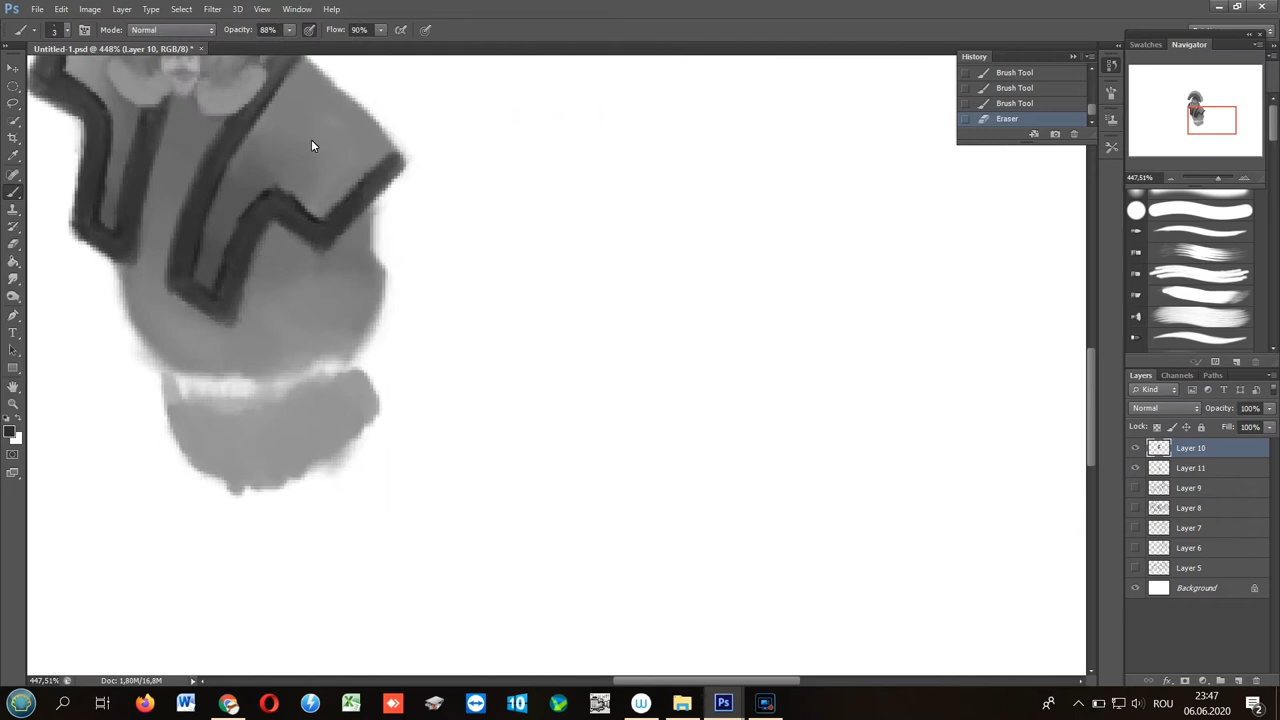 Ps File Edit Image Layer Type Select Filter 3D View Window Help
3 Mode: Normal Opacity: 88% Flow: 90%
Untitled-1.psd @ 448% (Layer 10, RGB/8) * ×
History
Brush Tool
Brush Tool
Brush Tool
Eraser
Swatches Navigator
447,51%
Layers Channels Paths
Kind
Normal Opacity: 100%
Lock: Fill: 100%
Layer 10
Layer 11
Layer 9
Layer 8
Layer 7
Layer 6
Layer 5
Background
447,51% Doc: 1,80M/16,8M
ROU 23:47
06.06.2020